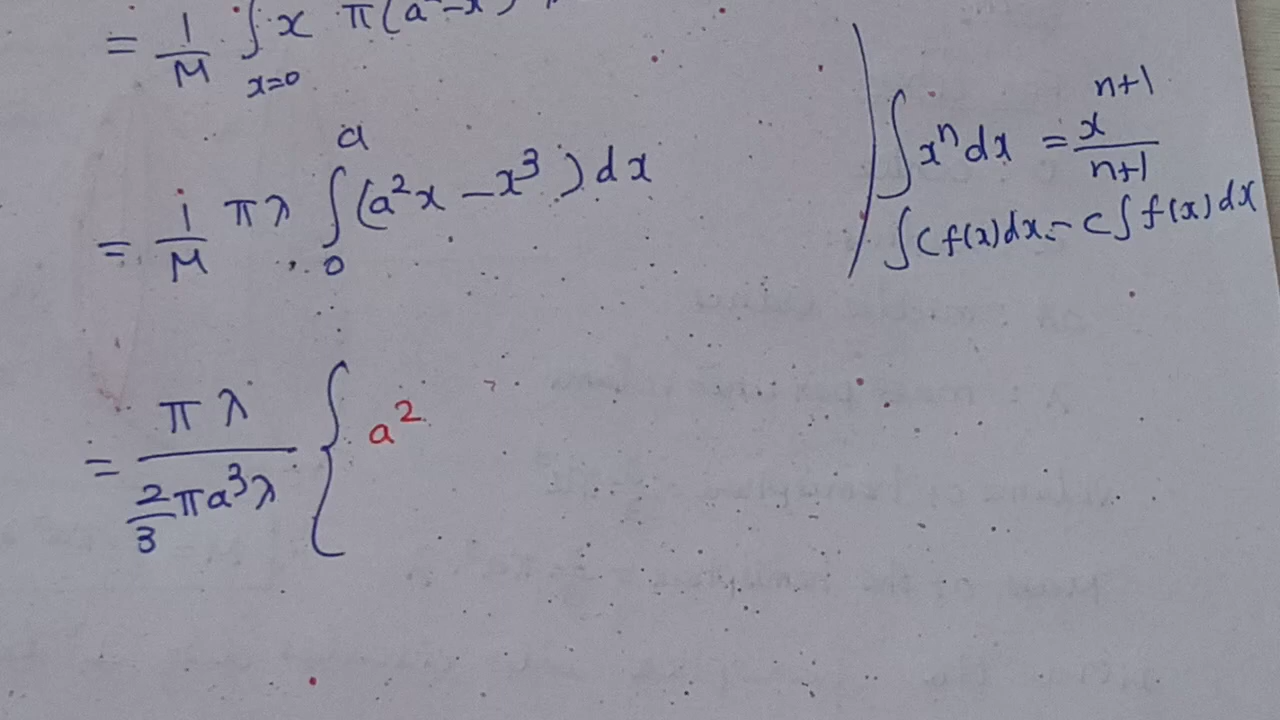 = 1/M ∫ x π(a²-x²)
x=0
= 1/M πλ ∫₀ᵃ (a²x - x³) dx
= πλ / (2/3 πa³λ) { a²
∫xⁿ dx = xⁿ⁺¹/n+1
∫c f(x) dx = c∫f(x) dx